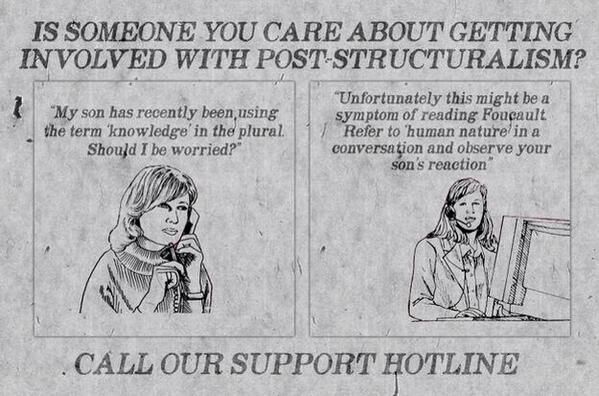 IS SOMEONE YOU CARE ABOUT GETTING
INVOLVED WITH POST-STRUCTURALISM?
"My son has recently been using
the term 'knowledge' in the plural.
Should I be worried?"
"Unfortunately this might be a
symptom of reading Foucault.
Refer to 'human nature' in a
conversation and observe your
son's reaction"
CALL OUR SUPPORT HOTLINE